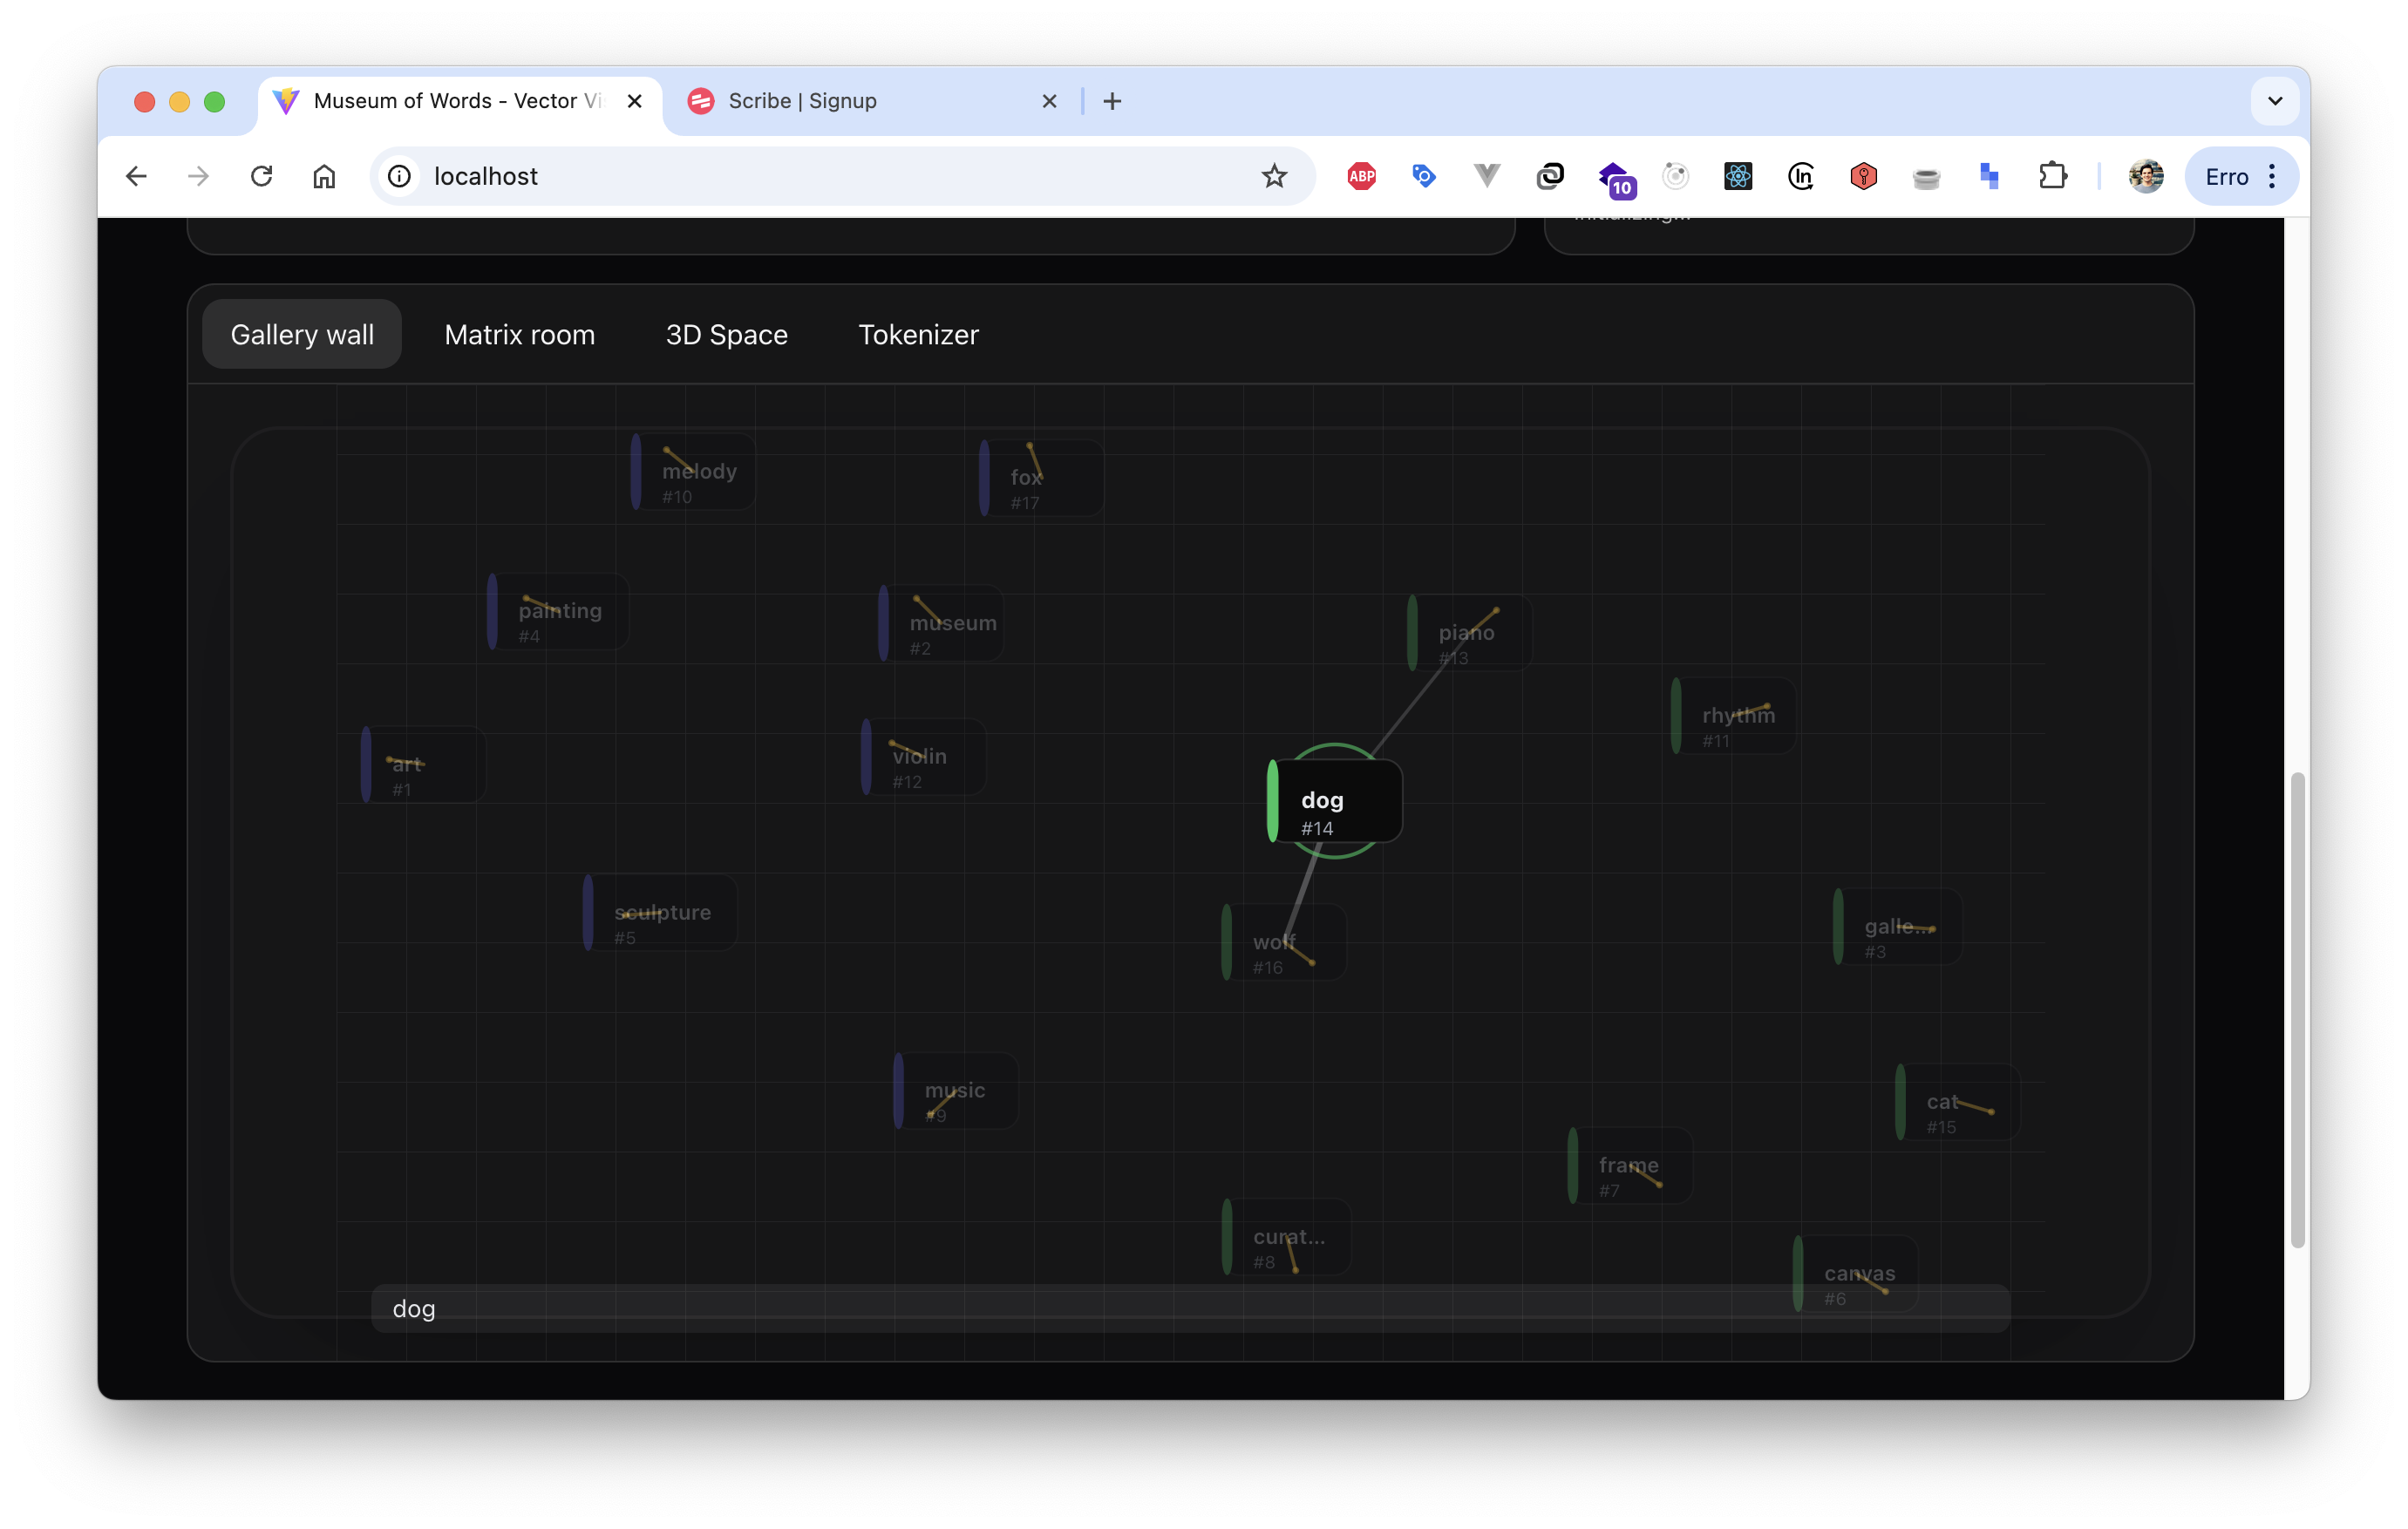 Museum of Words - Vector Vi
Scribe | Signup
localhost
ABP
10
In
Erro
Initializing...
Gallery wall
Matrix room
3D Space
Tokenizer
melody
#10
fox
#17
painting
#4
museum
#2
piano
#13
rhythm
#11
art
#1
violin
#12
dog
#14
sculpture
#5
wolf
#16
galle...
#3
music
#9
cat
#15
frame
#7
curat...
#8
canvas
#6
dog